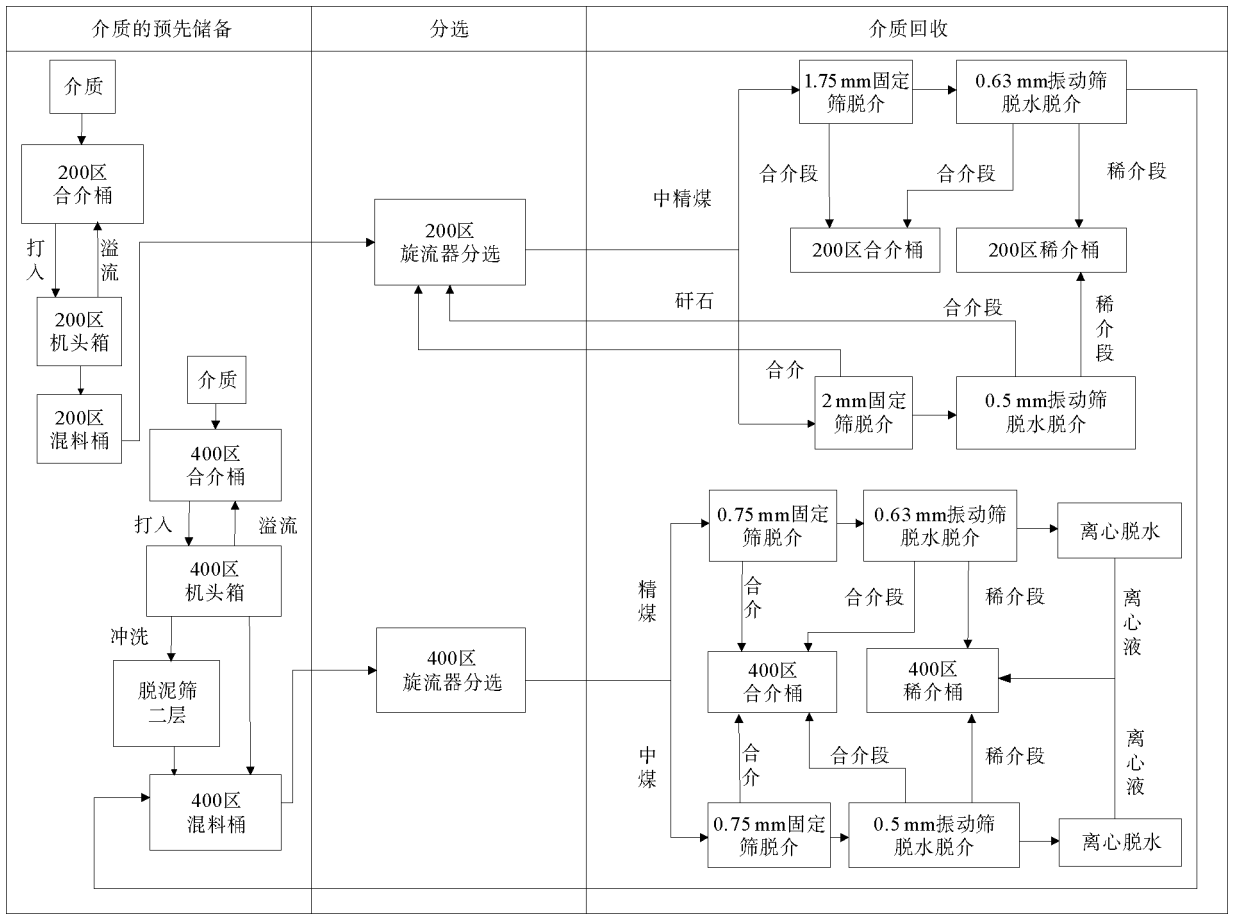 介质的预先储备
分选
介质回收
介质
200区
合介桶
打
入
溢
流
200区
机头箱
200区
混料桶
介质
400区
合介桶
打入
溢流
400区
机头箱
冲洗
脱泥筛
二层
400区
混料桶
200区
旋流器分选
400区
旋流器分选
中精煤
矸石
1.75 mm固定
筛脱介
0.63 mm振动筛
脱水脱介
合介段
合介段
稀介段
200区合介桶
200区稀介桶
合介段
稀
介
段
合介
2 mm固定
筛脱介
0.5 mm振动筛
脱水脱介
精
煤
中
煤
0.75 mm固定
筛脱介
0.63 mm振动筛
脱水脱介
离心脱水
合
介
合介段
稀介段
离
心
液
400区
合介桶
400区
稀介桶
合
介
合介段
稀介段
离
心
液
0.75 mm固定
筛脱介
0.5 mm振动筛
脱水脱介
离心脱水